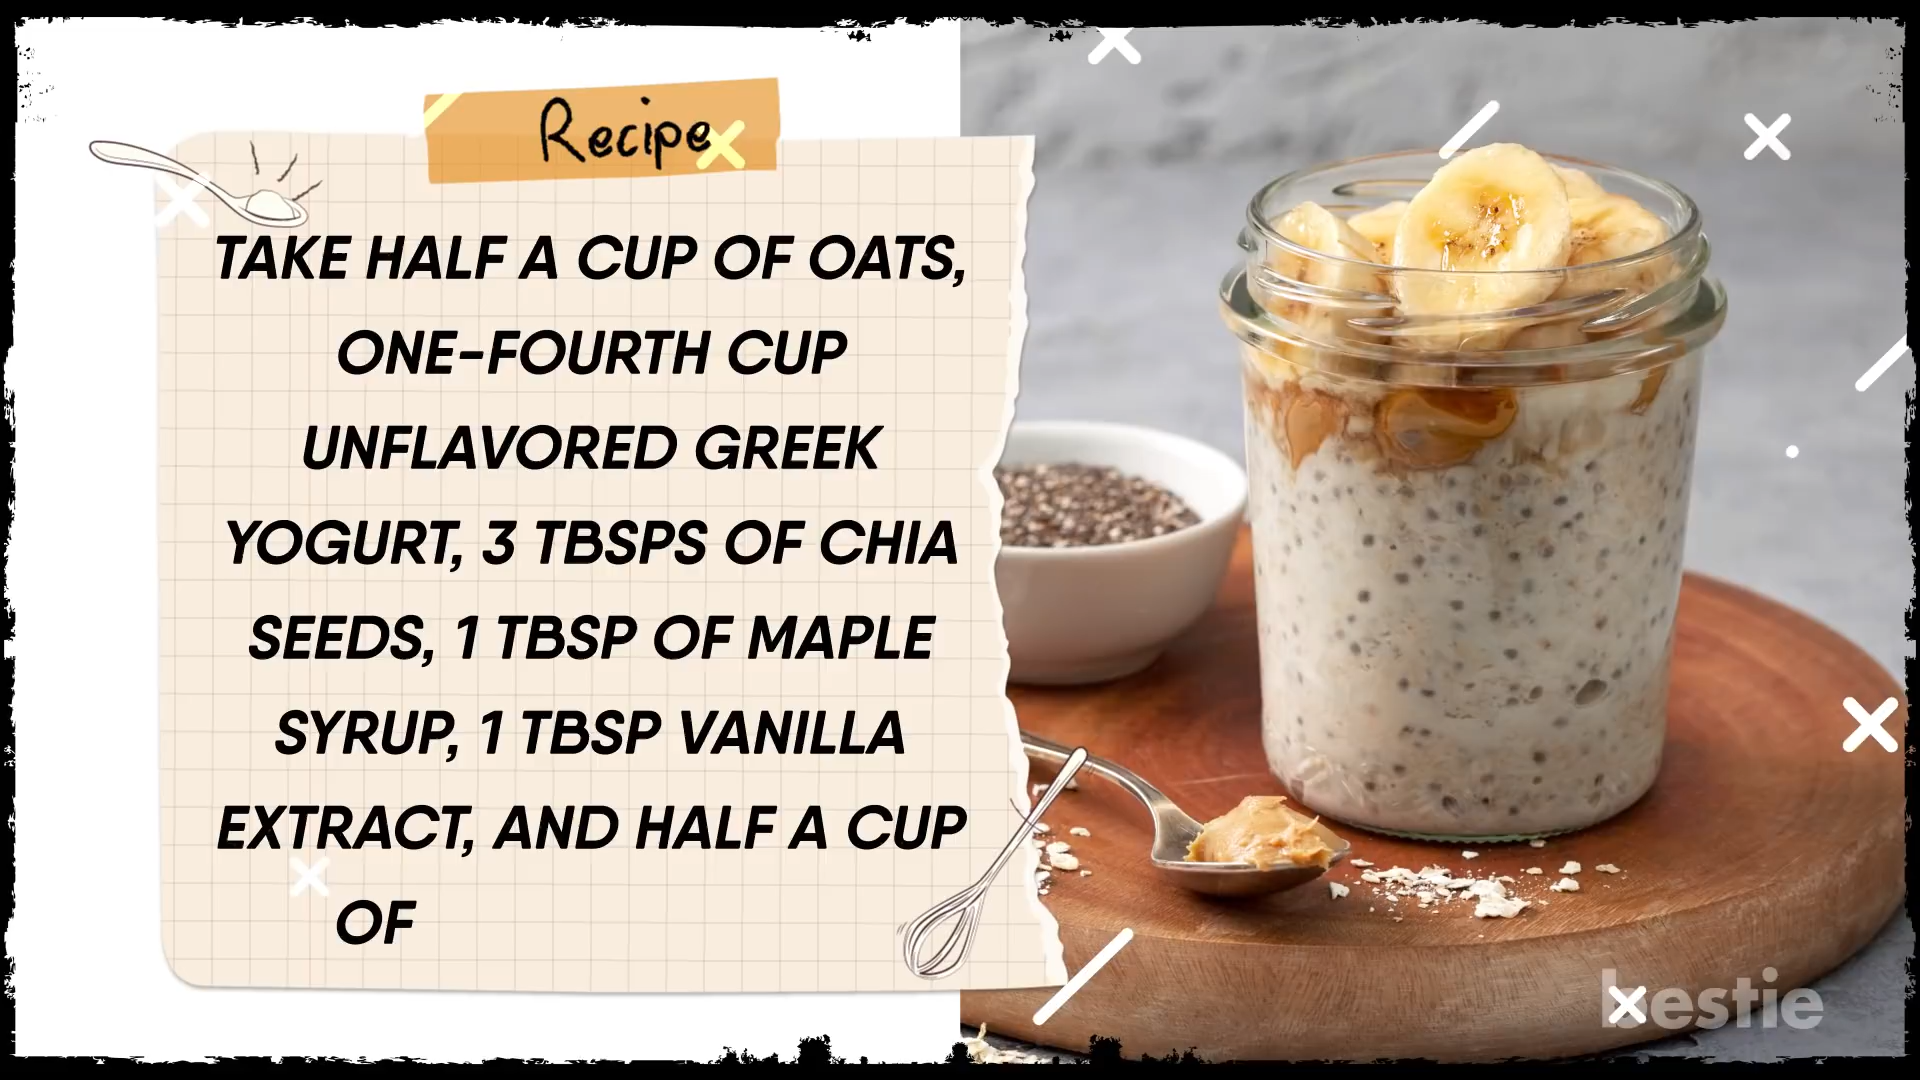 Recipe
TAKE HALF A CUP OF OATS,
ONE-FOURTH CUP
UNFLAVORED GREEK
YOGURT, 3 TBSPS OF CHIA
SEEDS, 1 TBSP OF MAPLE
SYRUP, 1 TBSP VANILLA
EXTRACT, AND HALF A CUP
OF
bestie